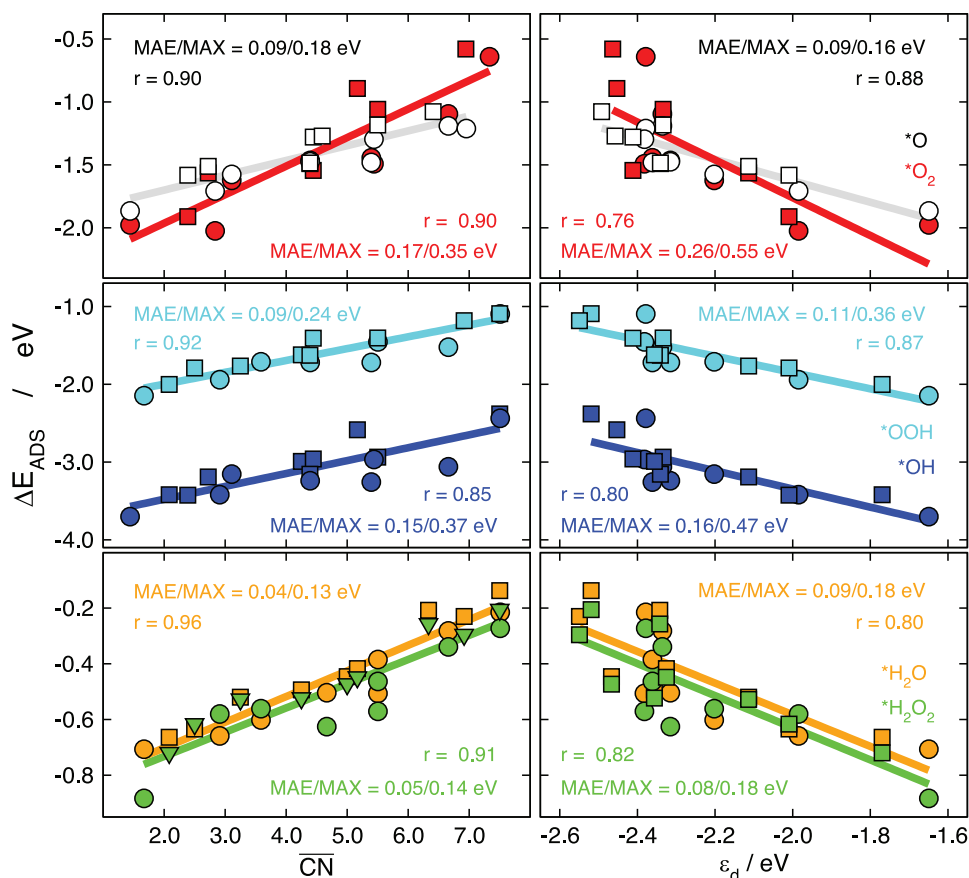 -0.5
-1.0
-1.5
-2.0
MAE/MAX = 0.09/0.18 eV
r = 0.90
r = 0.90
MAE/MAX = 0.17/0.35 eV
MAE/MAX = 0.09/0.16 eV
r = 0.88
*O
*O₂
r = 0.76
MAE/MAX = 0.26/0.55 eV
ΔE_ADS / eV
-1.0
-2.0
-3.0
-4.0
MAE/MAX = 0.09/0.24 eV
r = 0.92
r = 0.85
MAE/MAX = 0.15/0.37 eV
MAE/MAX = 0.11/0.36 eV
r = 0.87
*OOH
*OH
r = 0.80
MAE/MAX = 0.16/0.47 eV
-0.2
-0.4
-0.6
-0.8
MAE/MAX = 0.04/0.13 eV
r = 0.96
r = 0.91
MAE/MAX = 0.05/0.14 eV
MAE/MAX = 0.09/0.18 eV
r = 0.80
*H₂O
*H₂O₂
r = 0.82
MAE/MAX = 0.08/0.18 eV
2.0 3.0 4.0 5.0 6.0 7.0
-2.6 -2.4 -2.2 -2.0 -1.8 -1.6
C̅N̅
ε_d / eV